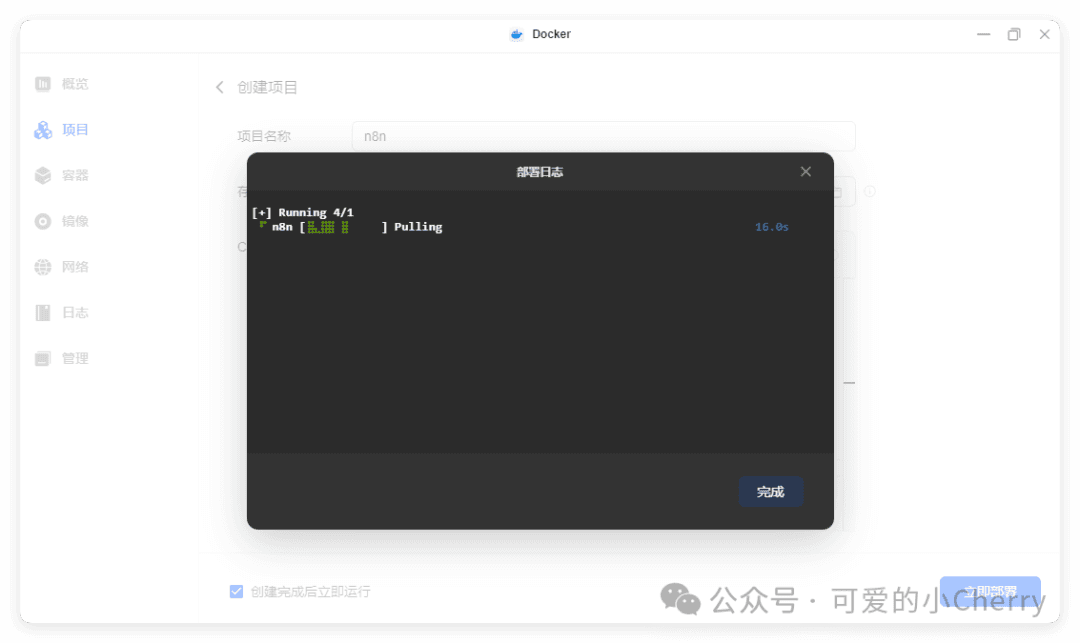 Docker
概览
项目
容器
镜像
网络
日志
管理
创建项目
项目名称
n8n
部署日志
[+] Running 4/1
n8n [ ] Pulling 16.0s
完成
创建完成后立即运行
立即部署
公众号 · 可爱的小Cherry